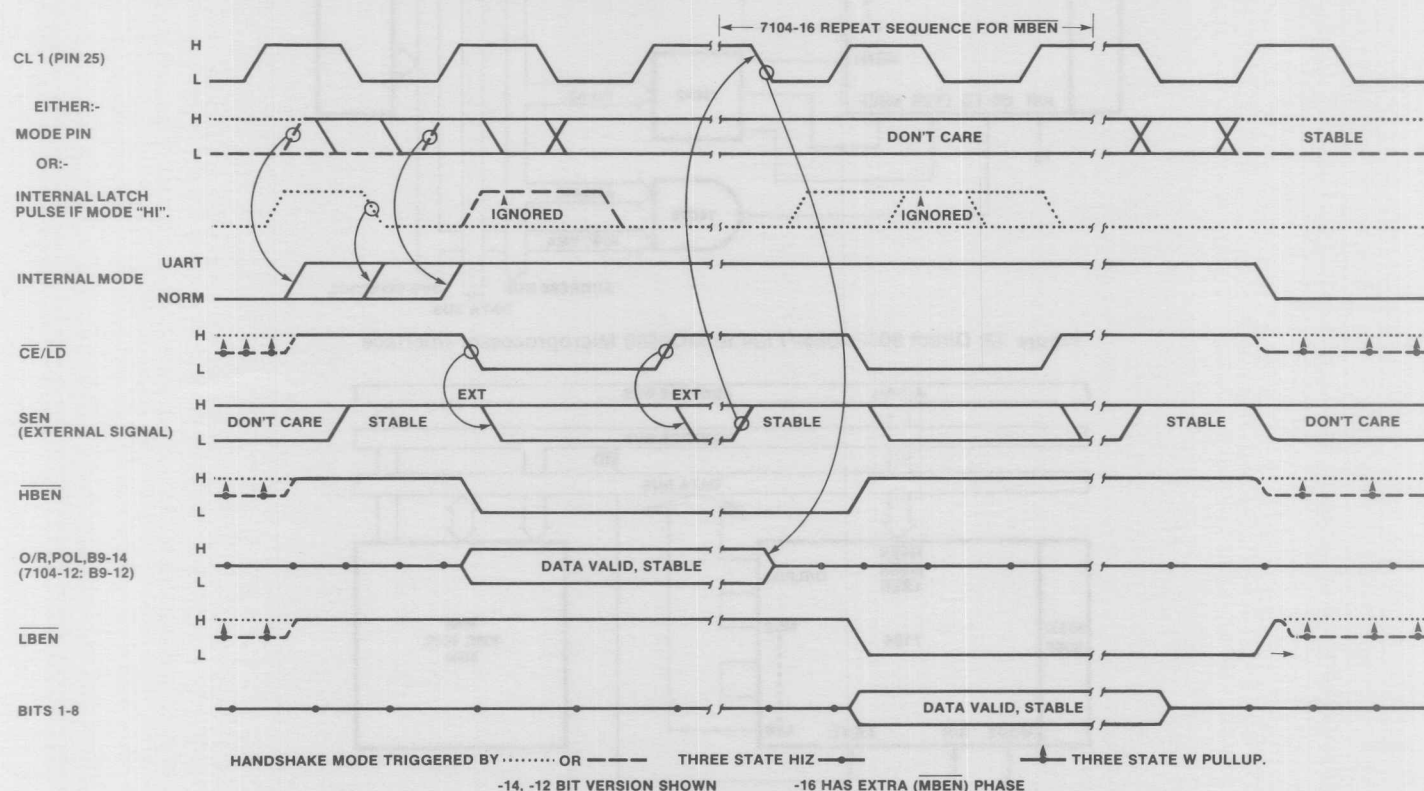 7104-16 REPEAT SEQUENCE FOR MBEN
CL 1 (PIN 25)
H
L
EITHER:-
MODE PIN
OR:-
H
L
DON'T CARE
STABLE
INTERNAL LATCH
PULSE IF MODE "HI".
IGNORED
IGNORED
INTERNAL MODE
UART
NORM
CE/LD
H
L
EXT
EXT
SEN
(EXTERNAL SIGNAL)
H
L
DON'T CARE
STABLE
STABLE
STABLE
DON'T CARE
HBEN
H
L
O/R,POL,B9-14
(7104-12: B9-12)
H
L
DATA VALID, STABLE
LBEN
H
L
BITS 1-8
DATA VALID, STABLE
HANDSHAKE MODE TRIGGERED BY OR THREE STATE HIZ THREE STATE W PULLUP.
-14, -12 BIT VERSION SHOWN -16 HAS EXTRA (MBEN) PHASE